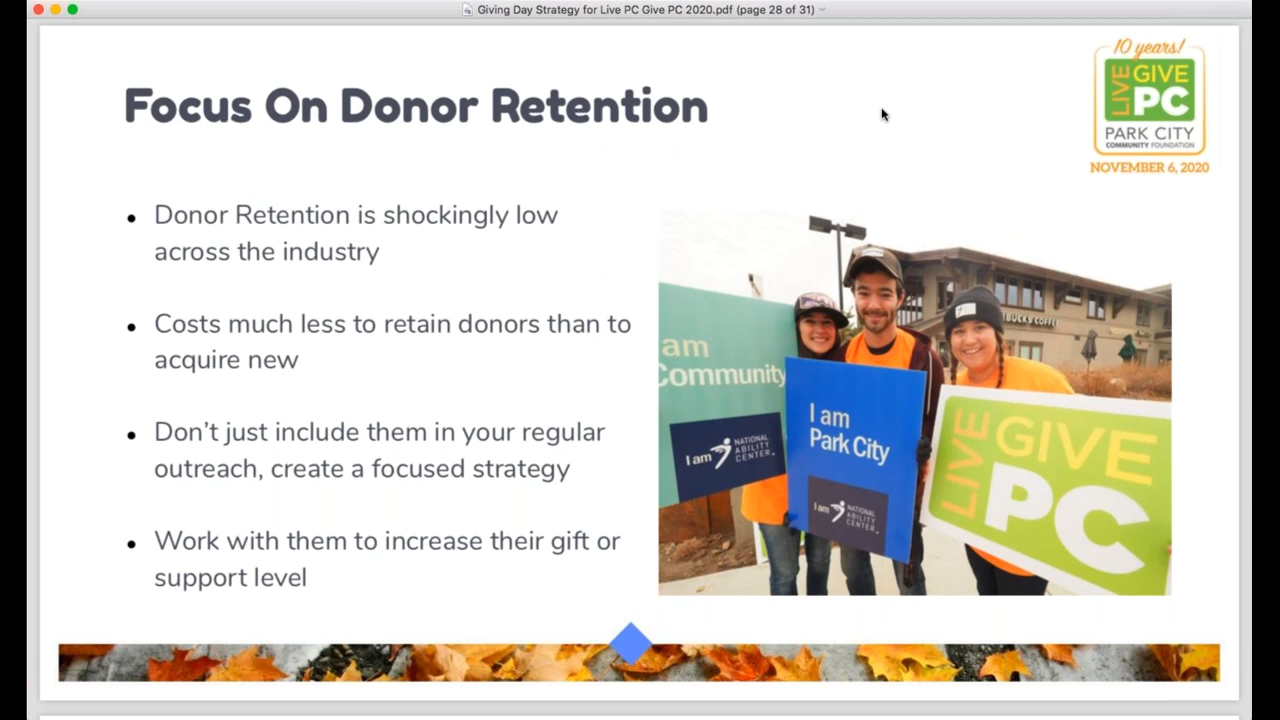 Giving Day Strategy for Live PC Give PC 2020.pdf (page 28 of 31)
10 years!
LIVE
GIVE
PC
PARK CITY
COMMUNITY FOUNDATION
NOVEMBER 6, 2020
Focus On Donor Retention
• Donor Retention is shockingly low
across the industry
• Costs much less to retain donors than to
acquire new
• Don’t just include them in your regular
outreach, create a focused strategy
• Work with them to increase their gift or
support level
BUCKS COFFEE
am
Community
I am
NATIONAL
ABILITY
CENTER.
I am
Park City
I am
NATIONAL
ABILITY
CENTER.
LIVE
GIVE
PC